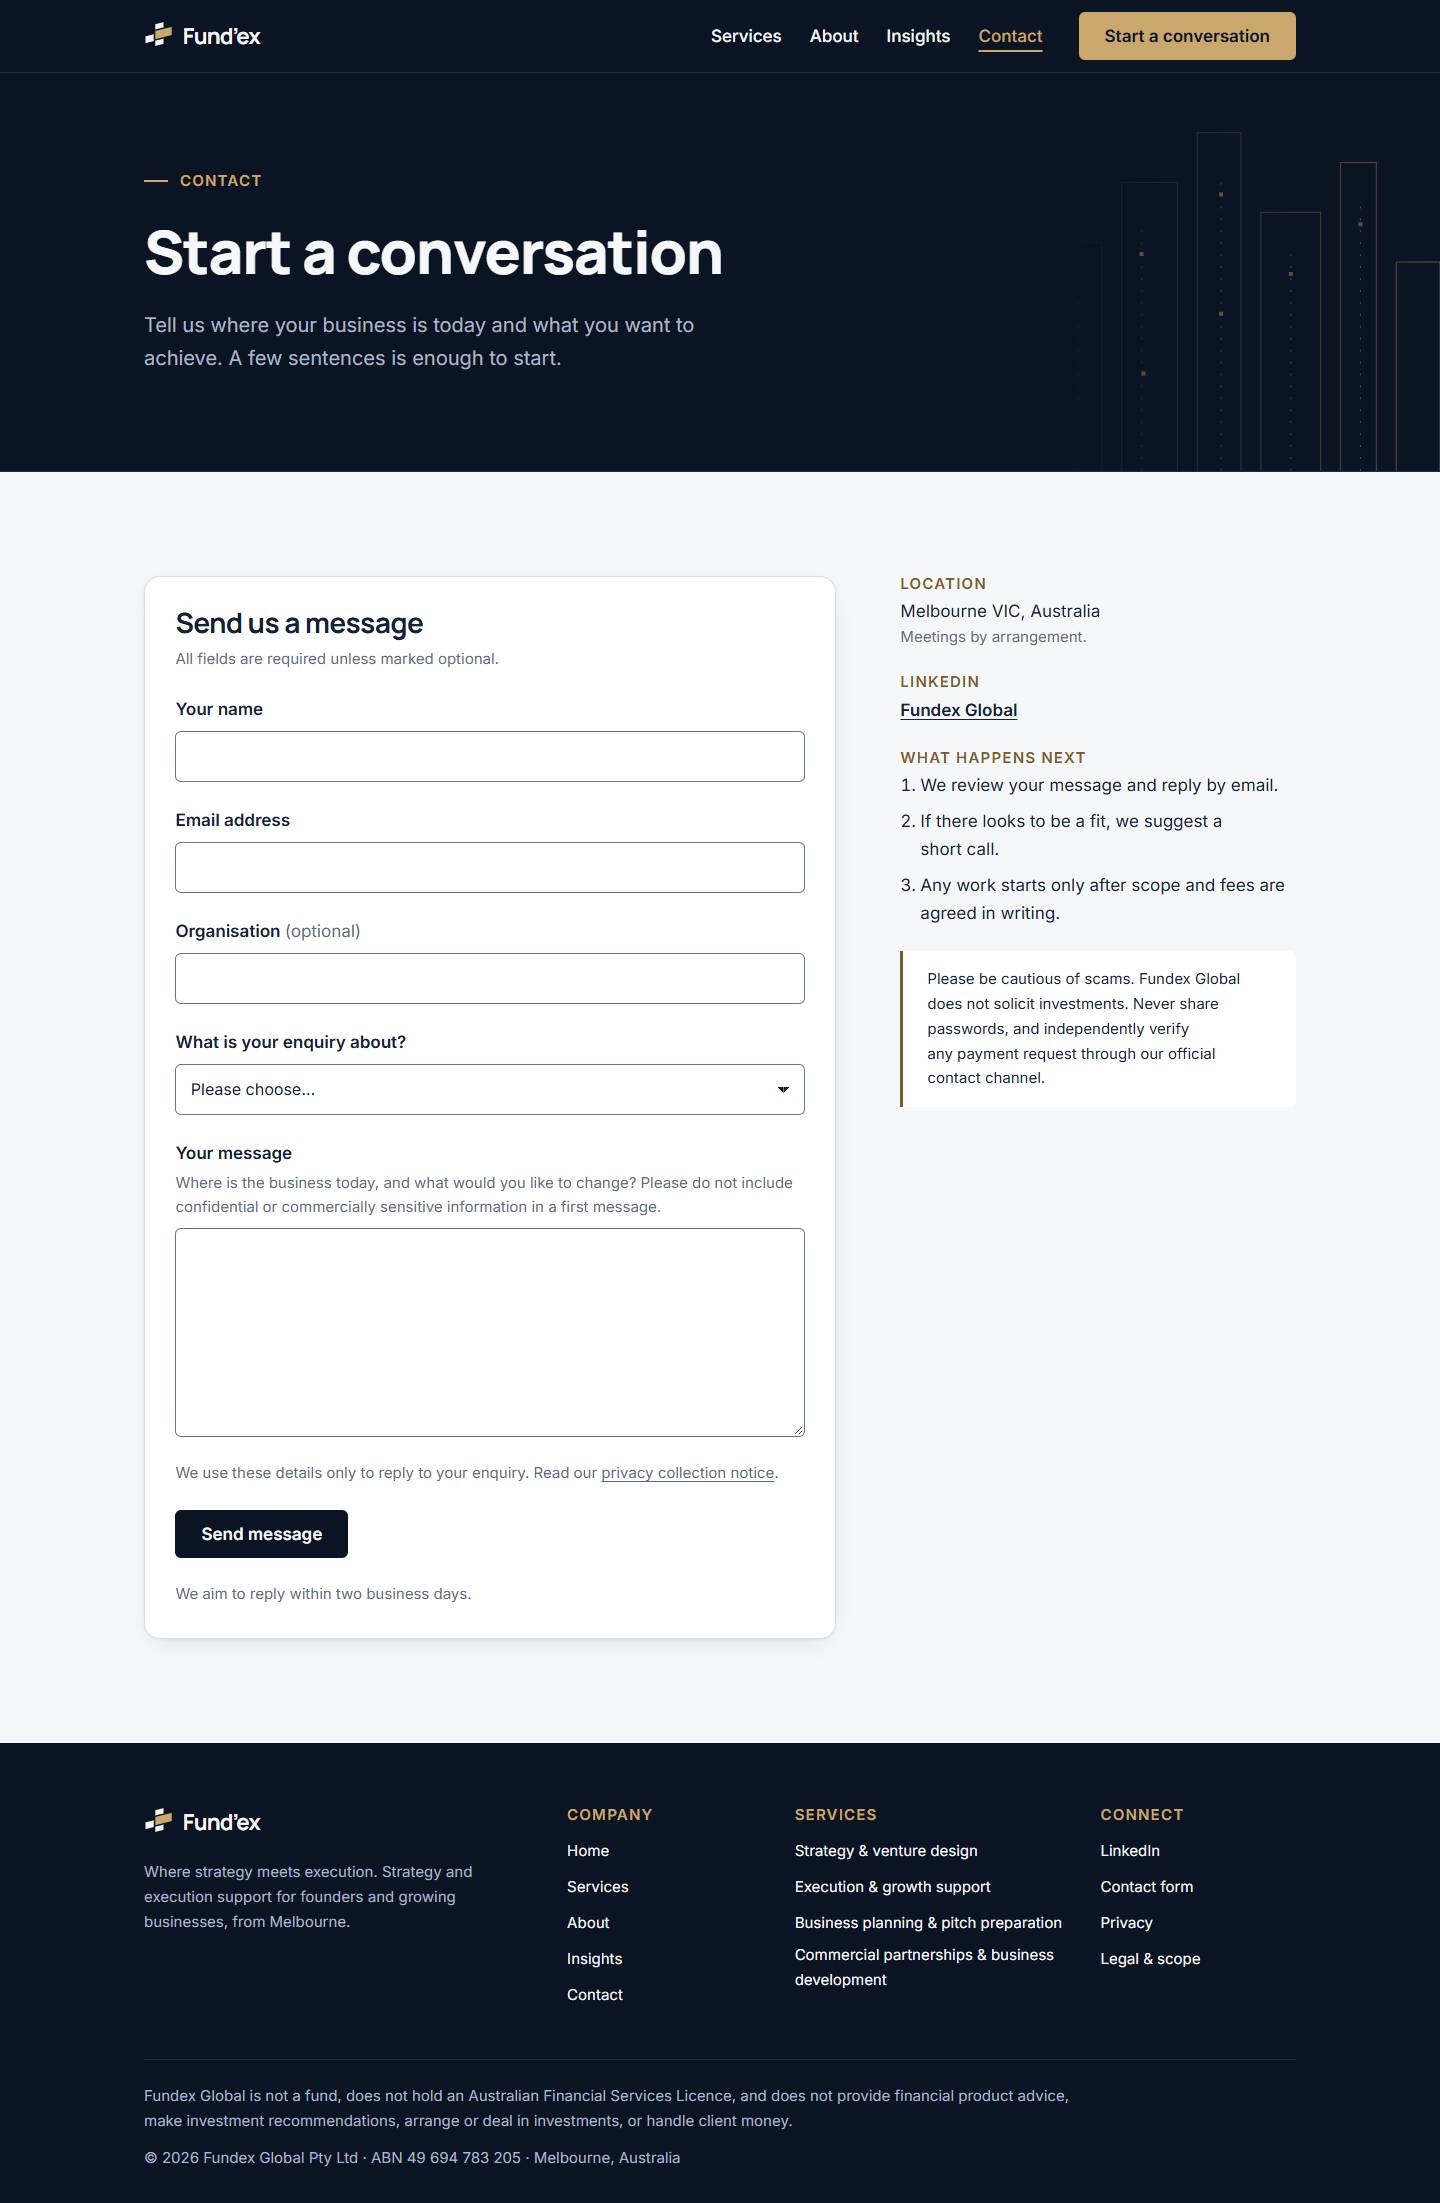 Fund’ex
Services
About
Insights
Contact
Start a conversation
CONTACT
Start a conversation
Tell us where your business is today and what you want to
achieve. A few sentences is enough to start.
Send us a message
All fields are required unless marked optional.
Your name
Email address
Organisation (optional)
What is your enquiry about?
Please choose...
Your message
Where is the business today, and what would you like to change? Please do not include
confidential or commercially sensitive information in a first message.
We use these details only to reply to your enquiry. Read our privacy collection notice.
Send message
We aim to reply within two business days.
LOCATION
Melbourne VIC, Australia
Meetings by arrangement.
LINKEDIN
Fundex Global
WHAT HAPPENS NEXT
1. We review your message and reply by email.
2. If there looks to be a fit, we suggest a
short call.
3. Any work starts only after scope and fees are
agreed in writing.
Please be cautious of scams. Fundex Global
does not solicit investments. Never share
passwords, and independently verify
any payment request through our official
contact channel.
Fund’ex
Where strategy meets execution. Strategy and
execution support for founders and growing
businesses, from Melbourne.
COMPANY
Home
Services
About
Insights
Contact
SERVICES
Strategy & venture design
Execution & growth support
Business planning & pitch preparation
Commercial partnerships & business
development
CONNECT
LinkedIn
Contact form
Privacy
Legal & scope
Fundex Global is not a fund, does not hold an Australian Financial Services Licence, and does not provide financial product advice,
make investment recommendations, arrange or deal in investments, or handle client money.
© 2026 Fundex Global Pty Ltd · ABN 49 694 783 205 · Melbourne, Australia